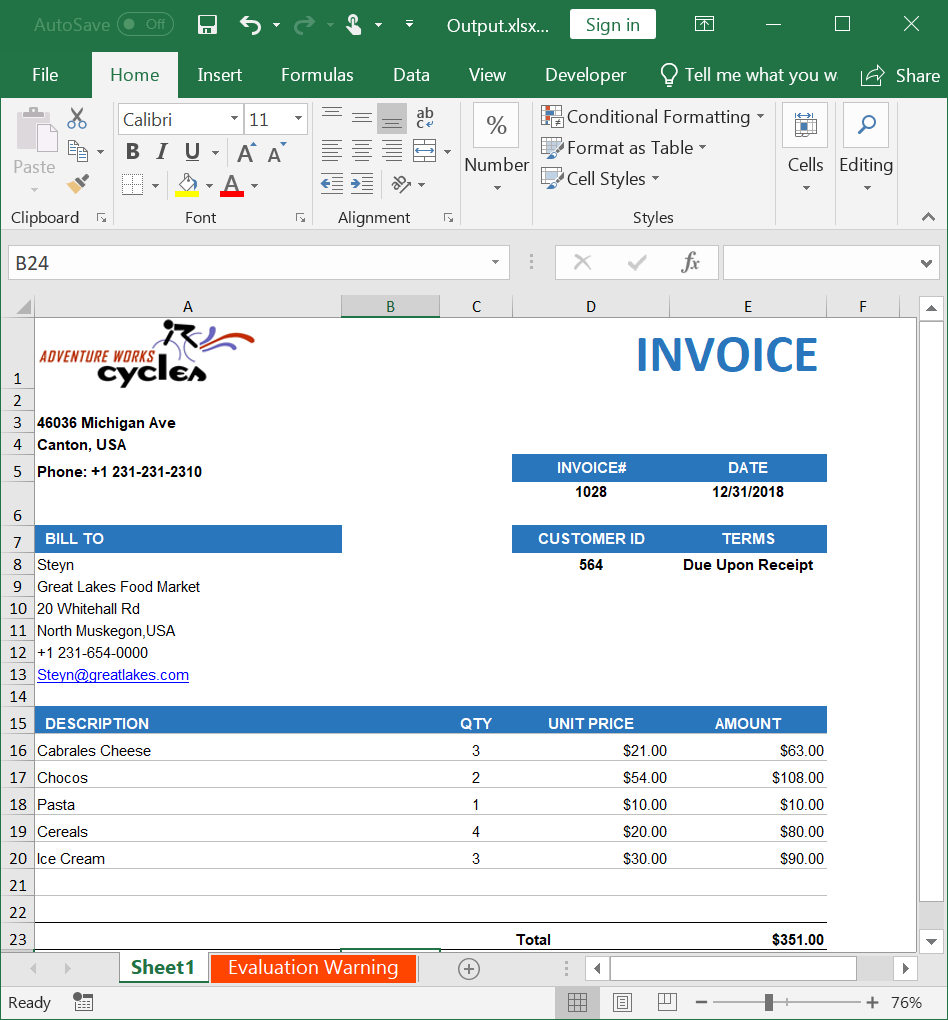 AutoSave Off Output.xlsx... Sign in
File Home Insert Formulas Data View Developer Tell me what you w Share
Paste Calibri 11 ab c
B I U A A % Conditional Formatting
Number Format as Table Cells Editing
A Cell Styles
Clipboard Font Alignment Styles
B24 fx
A B C D E F
1 ADVENTURE WORKS cycles INVOICE
2
3 46036 Michigan Ave
4 Canton, USA
5 Phone: +1 231-231-2310 INVOICE# DATE
6 1028 12/31/2018
7 BILL TO CUSTOMER ID TERMS
8 Steyn 564 Due Upon Receipt
9 Great Lakes Food Market
10 20 Whitehall Rd
11 North Muskegon,USA
12 +1 231-654-0000
13 Steyn@greatlakes.com
14
15 DESCRIPTION QTY UNIT PRICE AMOUNT
16 Cabrales Cheese 3 $21.00 $63.00
17 Chocos 2 $54.00 $108.00
18 Pasta 1 $10.00 $10.00
19 Cereals 4 $20.00 $80.00
20 Ice Cream 3 $30.00 $90.00
21
22
23 Total $351.00
Sheet1 Evaluation Warning
Ready 76%